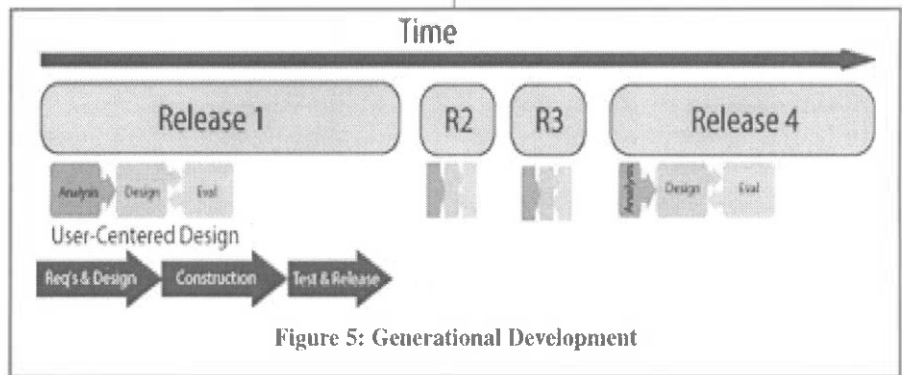 Time
Release 1 R2 R3 Release 4
Analysis Design Eval Analysis Design Eval
User-Centered Design
Req's & Design Construction Test & Release
Figure 5: Generational Development